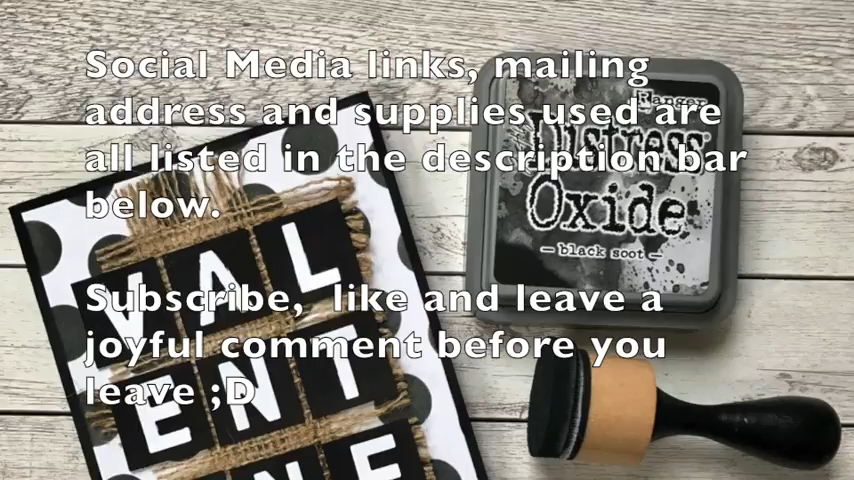 Social Media links, mailing
address and supplies used are
all listed in the description bar
below.
Subscribe,  like and leave a
joyful comment before you
leave ;D
Ranger
Distress
Oxide
– black soot –
VAL
ENT
INE